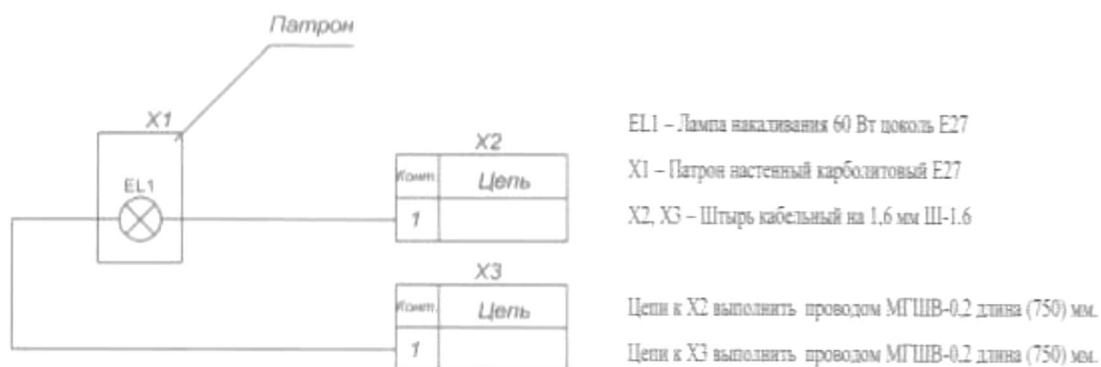 Патрон
X1
EL1
X2
Конт. Цепь
1
X3
Конт. Цепь
1
EL1 – Лампа накаливания 60 Вт цоколь Е27
X1 – Патрон настенный карболитовый Е27
X2, X3 – Штырь кабельный на 1,6 мм Ш-1.6
Цепи к X2 выполнить проводом МГШВ-0.2 длина (750) мм.
Цепи к X3 выполнить проводом МГШВ-0.2 длина (750) мм.